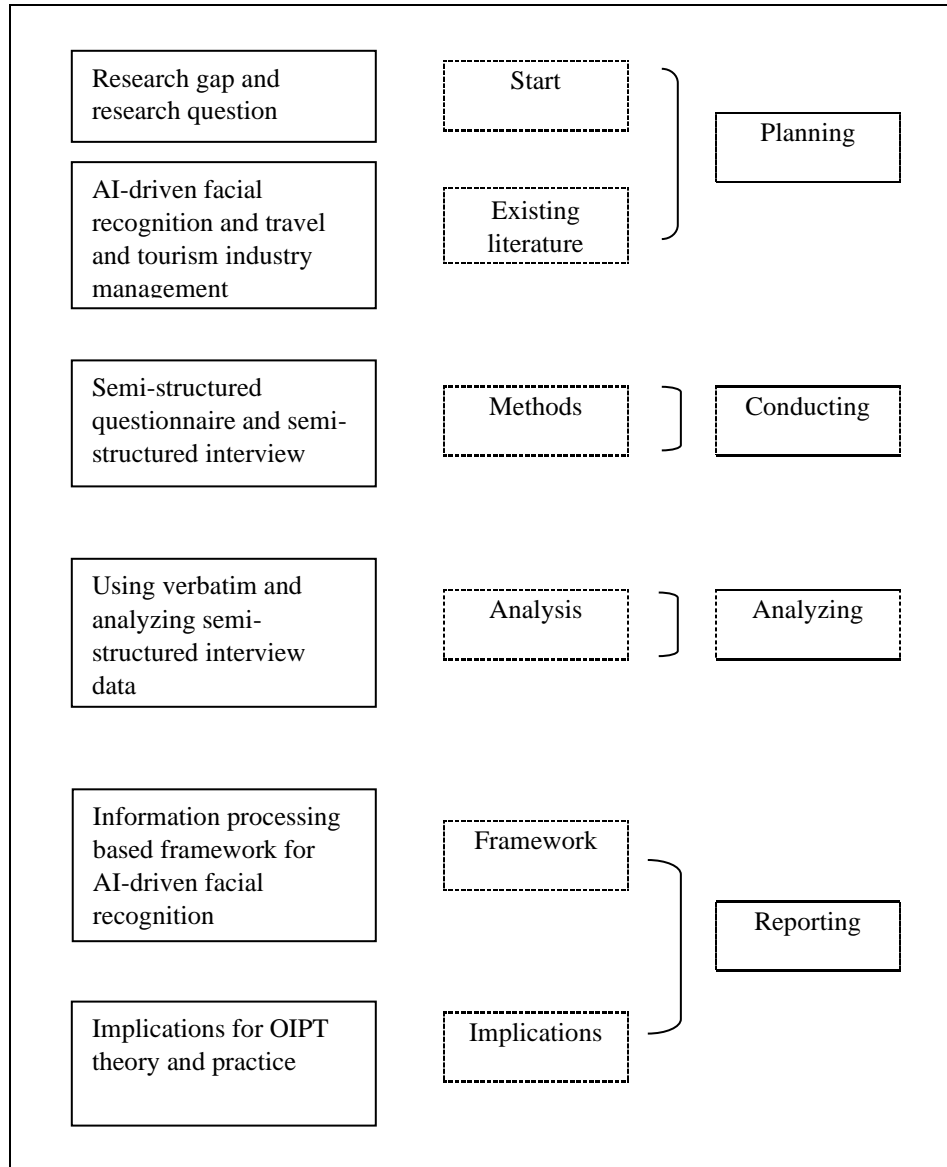 Research gap and
research question
Start
Planning
AI-driven facial
recognition and travel
and tourism industry
management
Existing
literature
Semi-structured
questionnaire and semi-
structured interview
Methods
Conducting
Using verbatim and
analyzing semi-
structured interview
data
Analysis
Analyzing
Information processing
based framework for
AI-driven facial
recognition
Framework
Reporting
Implications for OIPT
theory and practice
Implications